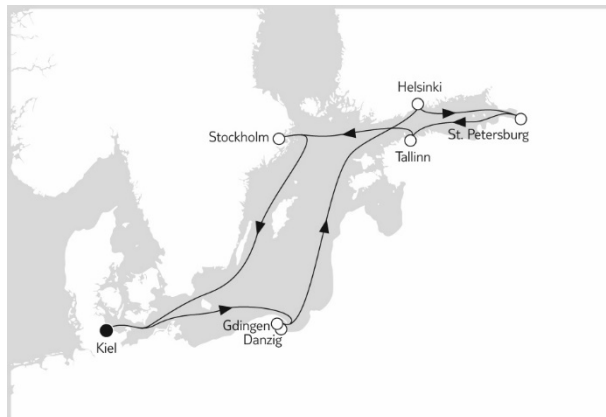 Helsinki
Stockholm
St. Petersburg
Tallinn
Gdingen
Danzig
Kiel